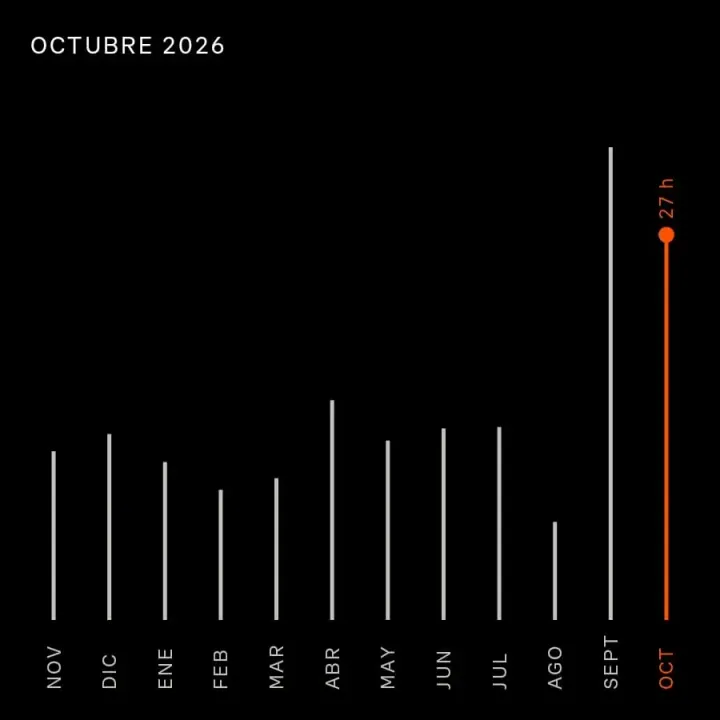 OCTUBRE 2026
27 h
NOV
DIC
ENE
FEB
MAR
ABR
MAY
JUN
JUL
AGO
SEPT
OCT